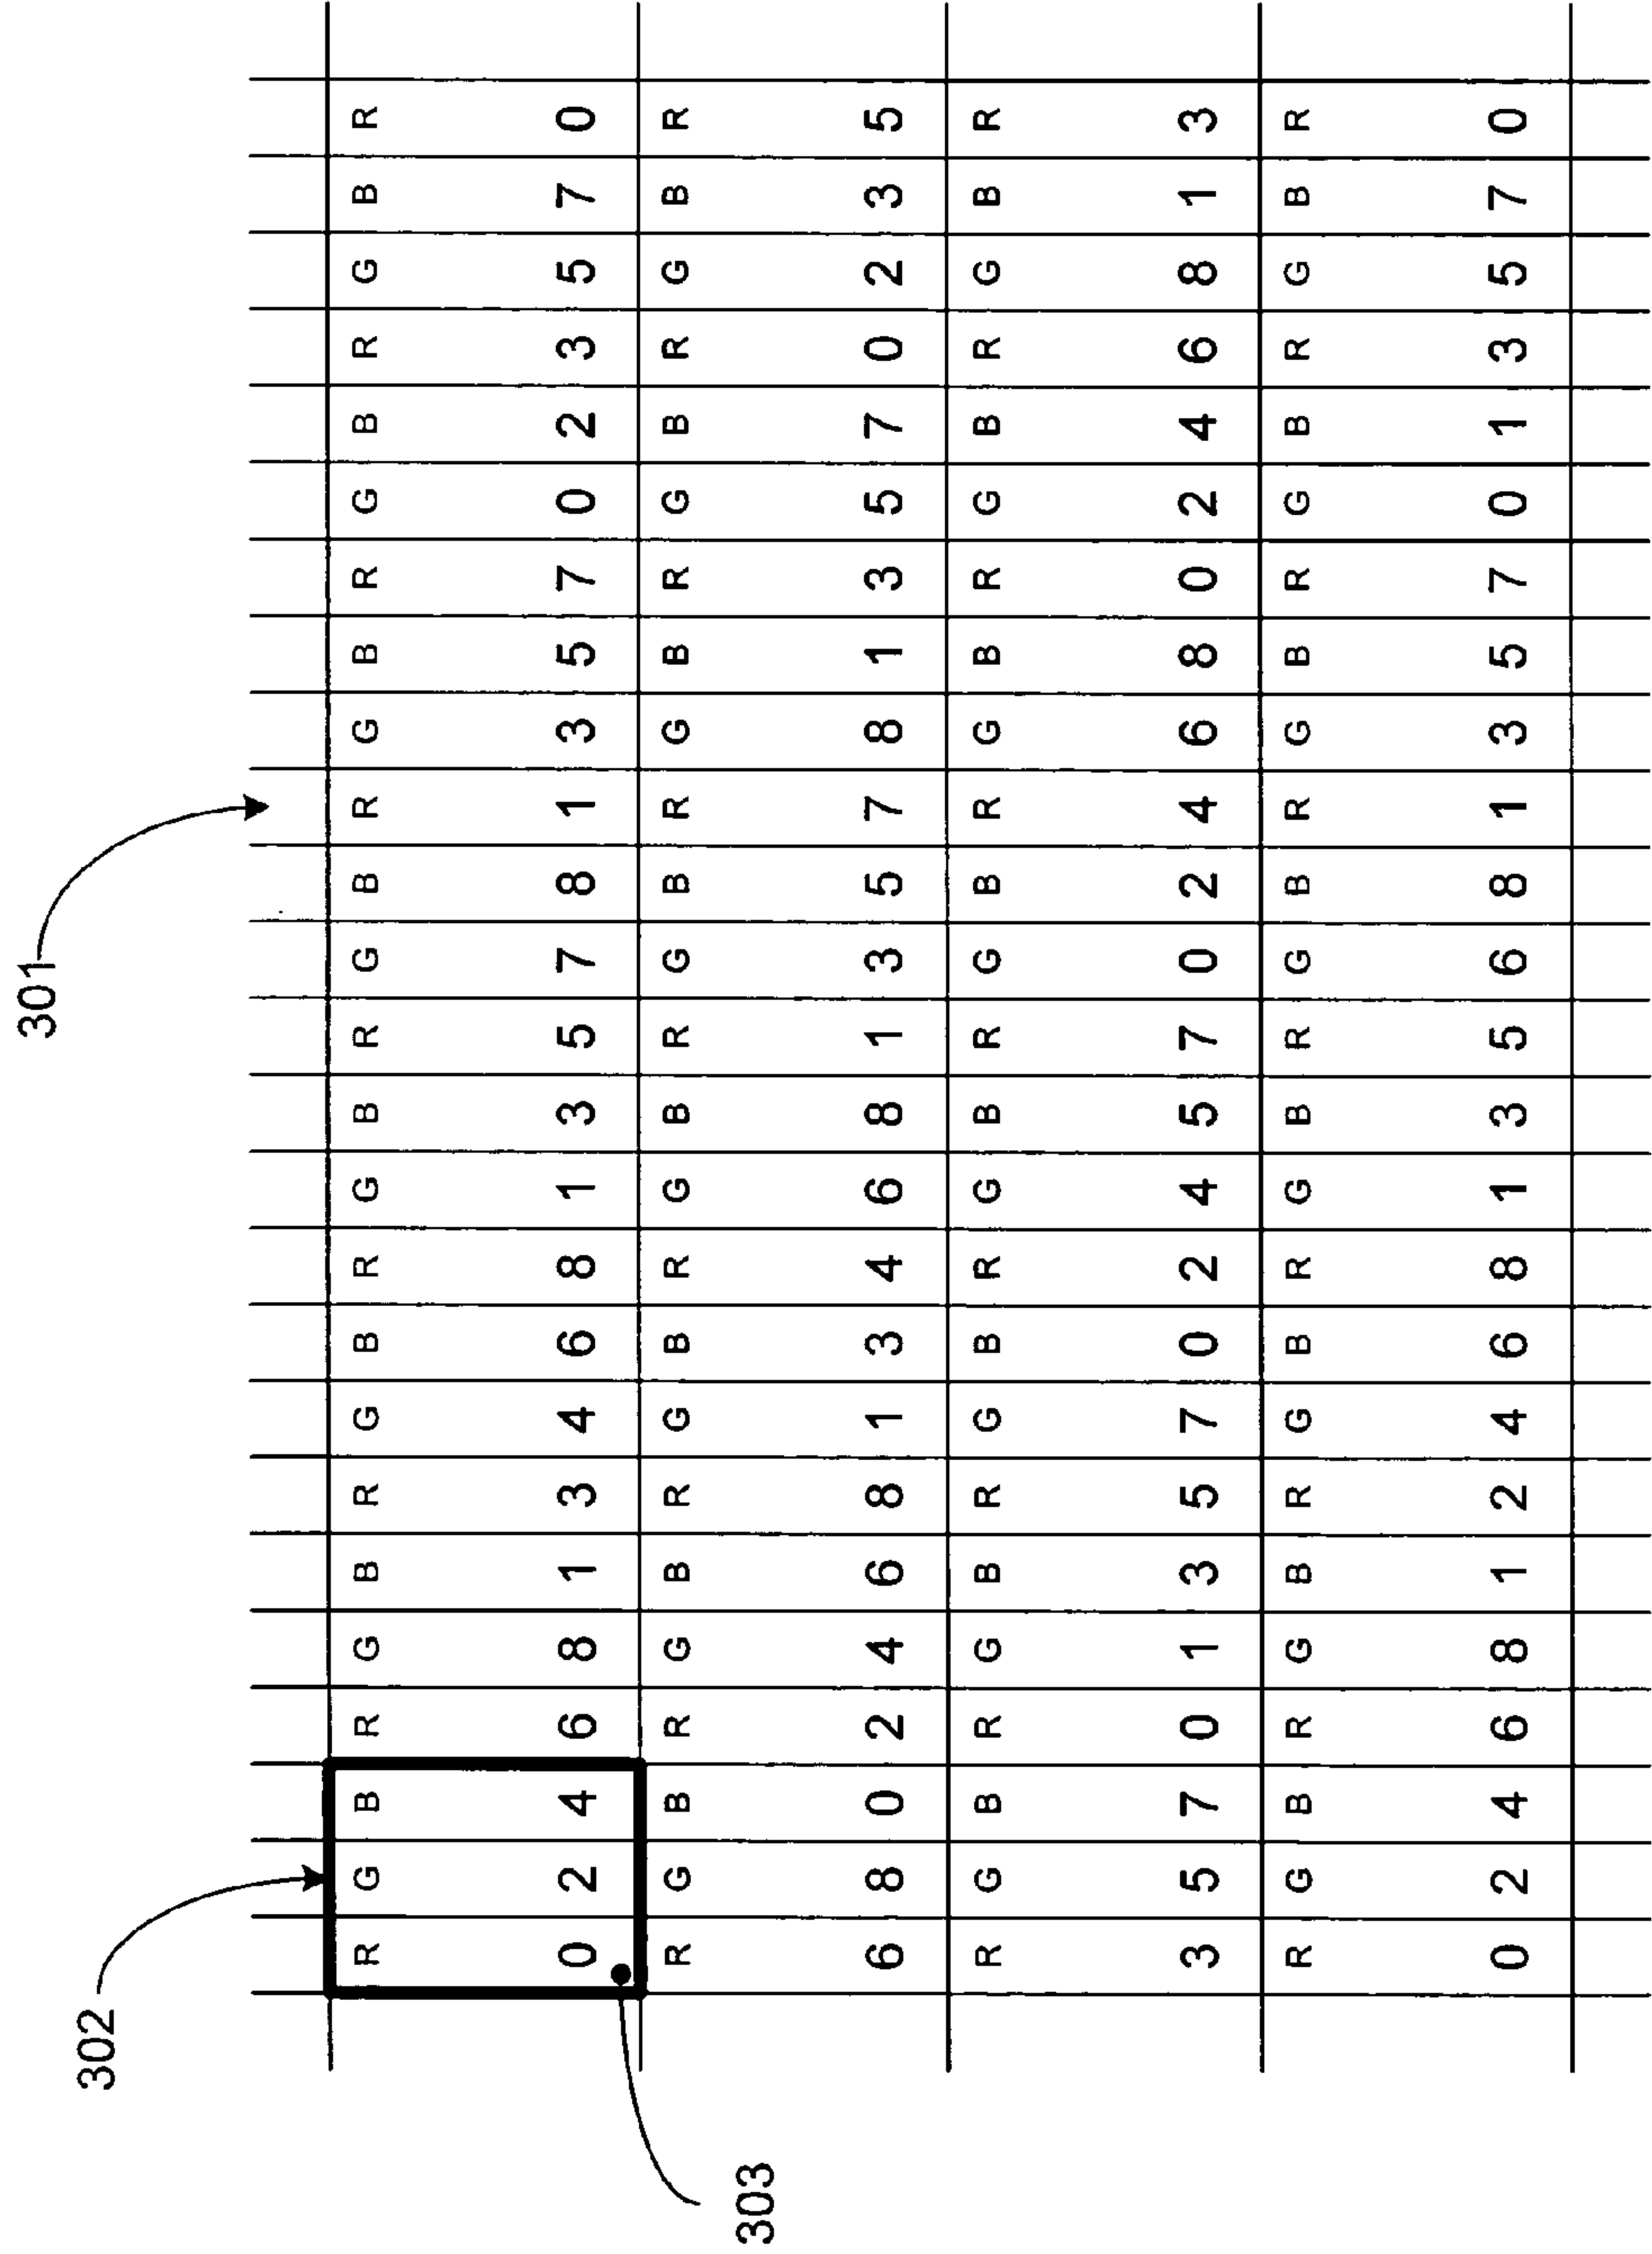 301
302
R G B R G B R G B R G B R G B R G B R G B R G B R
0 2 4 6 8 1 3 4 6 8 1 3 5 7 8 1 3 5 7 0 2 3 5 7 0
R G B R G B R G B R G B R G B R G B R G B R G B R
303
6 8 0 2 4 6 8 1 3 4 6 8 1 3 5 7 8 1 3 5 7 0 2 3 5
R G B R G B R G B R G B R G B R G B R G B R G B R
3 5 7 0 1 3 5 7 0 2 4 5 7 0 2 4 6 8 0 2 4 6 8 1 3
R G B R G B R G B R G B R G B R G B R G B R G B R
0 2 4 6 8 1 2 4 6 8 1 3 5 6 8 1 3 5 7 0 1 3 5 7 0